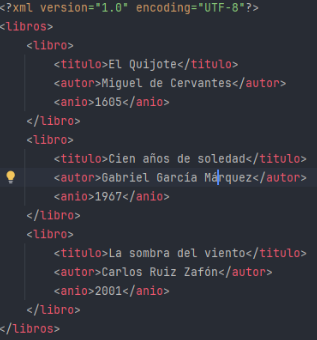 <?xml version="1.0" encoding="UTF-8"?>
<libros>
    <libro>
        <titulo>El Quijote</titulo>
        <autor>Miguel de Cervantes</autor>
        <anio>1605</anio>
    </libro>
    <libro>
        <titulo>Cien años de soledad</titulo>
        <autor>Gabriel García Márquez</autor>
        <anio>1967</anio>
    </libro>
    <libro>
        <titulo>La sombra del viento</titulo>
        <autor>Carlos Ruiz Zafón</autor>
        <anio>2001</anio>
    </libro>
</libros>